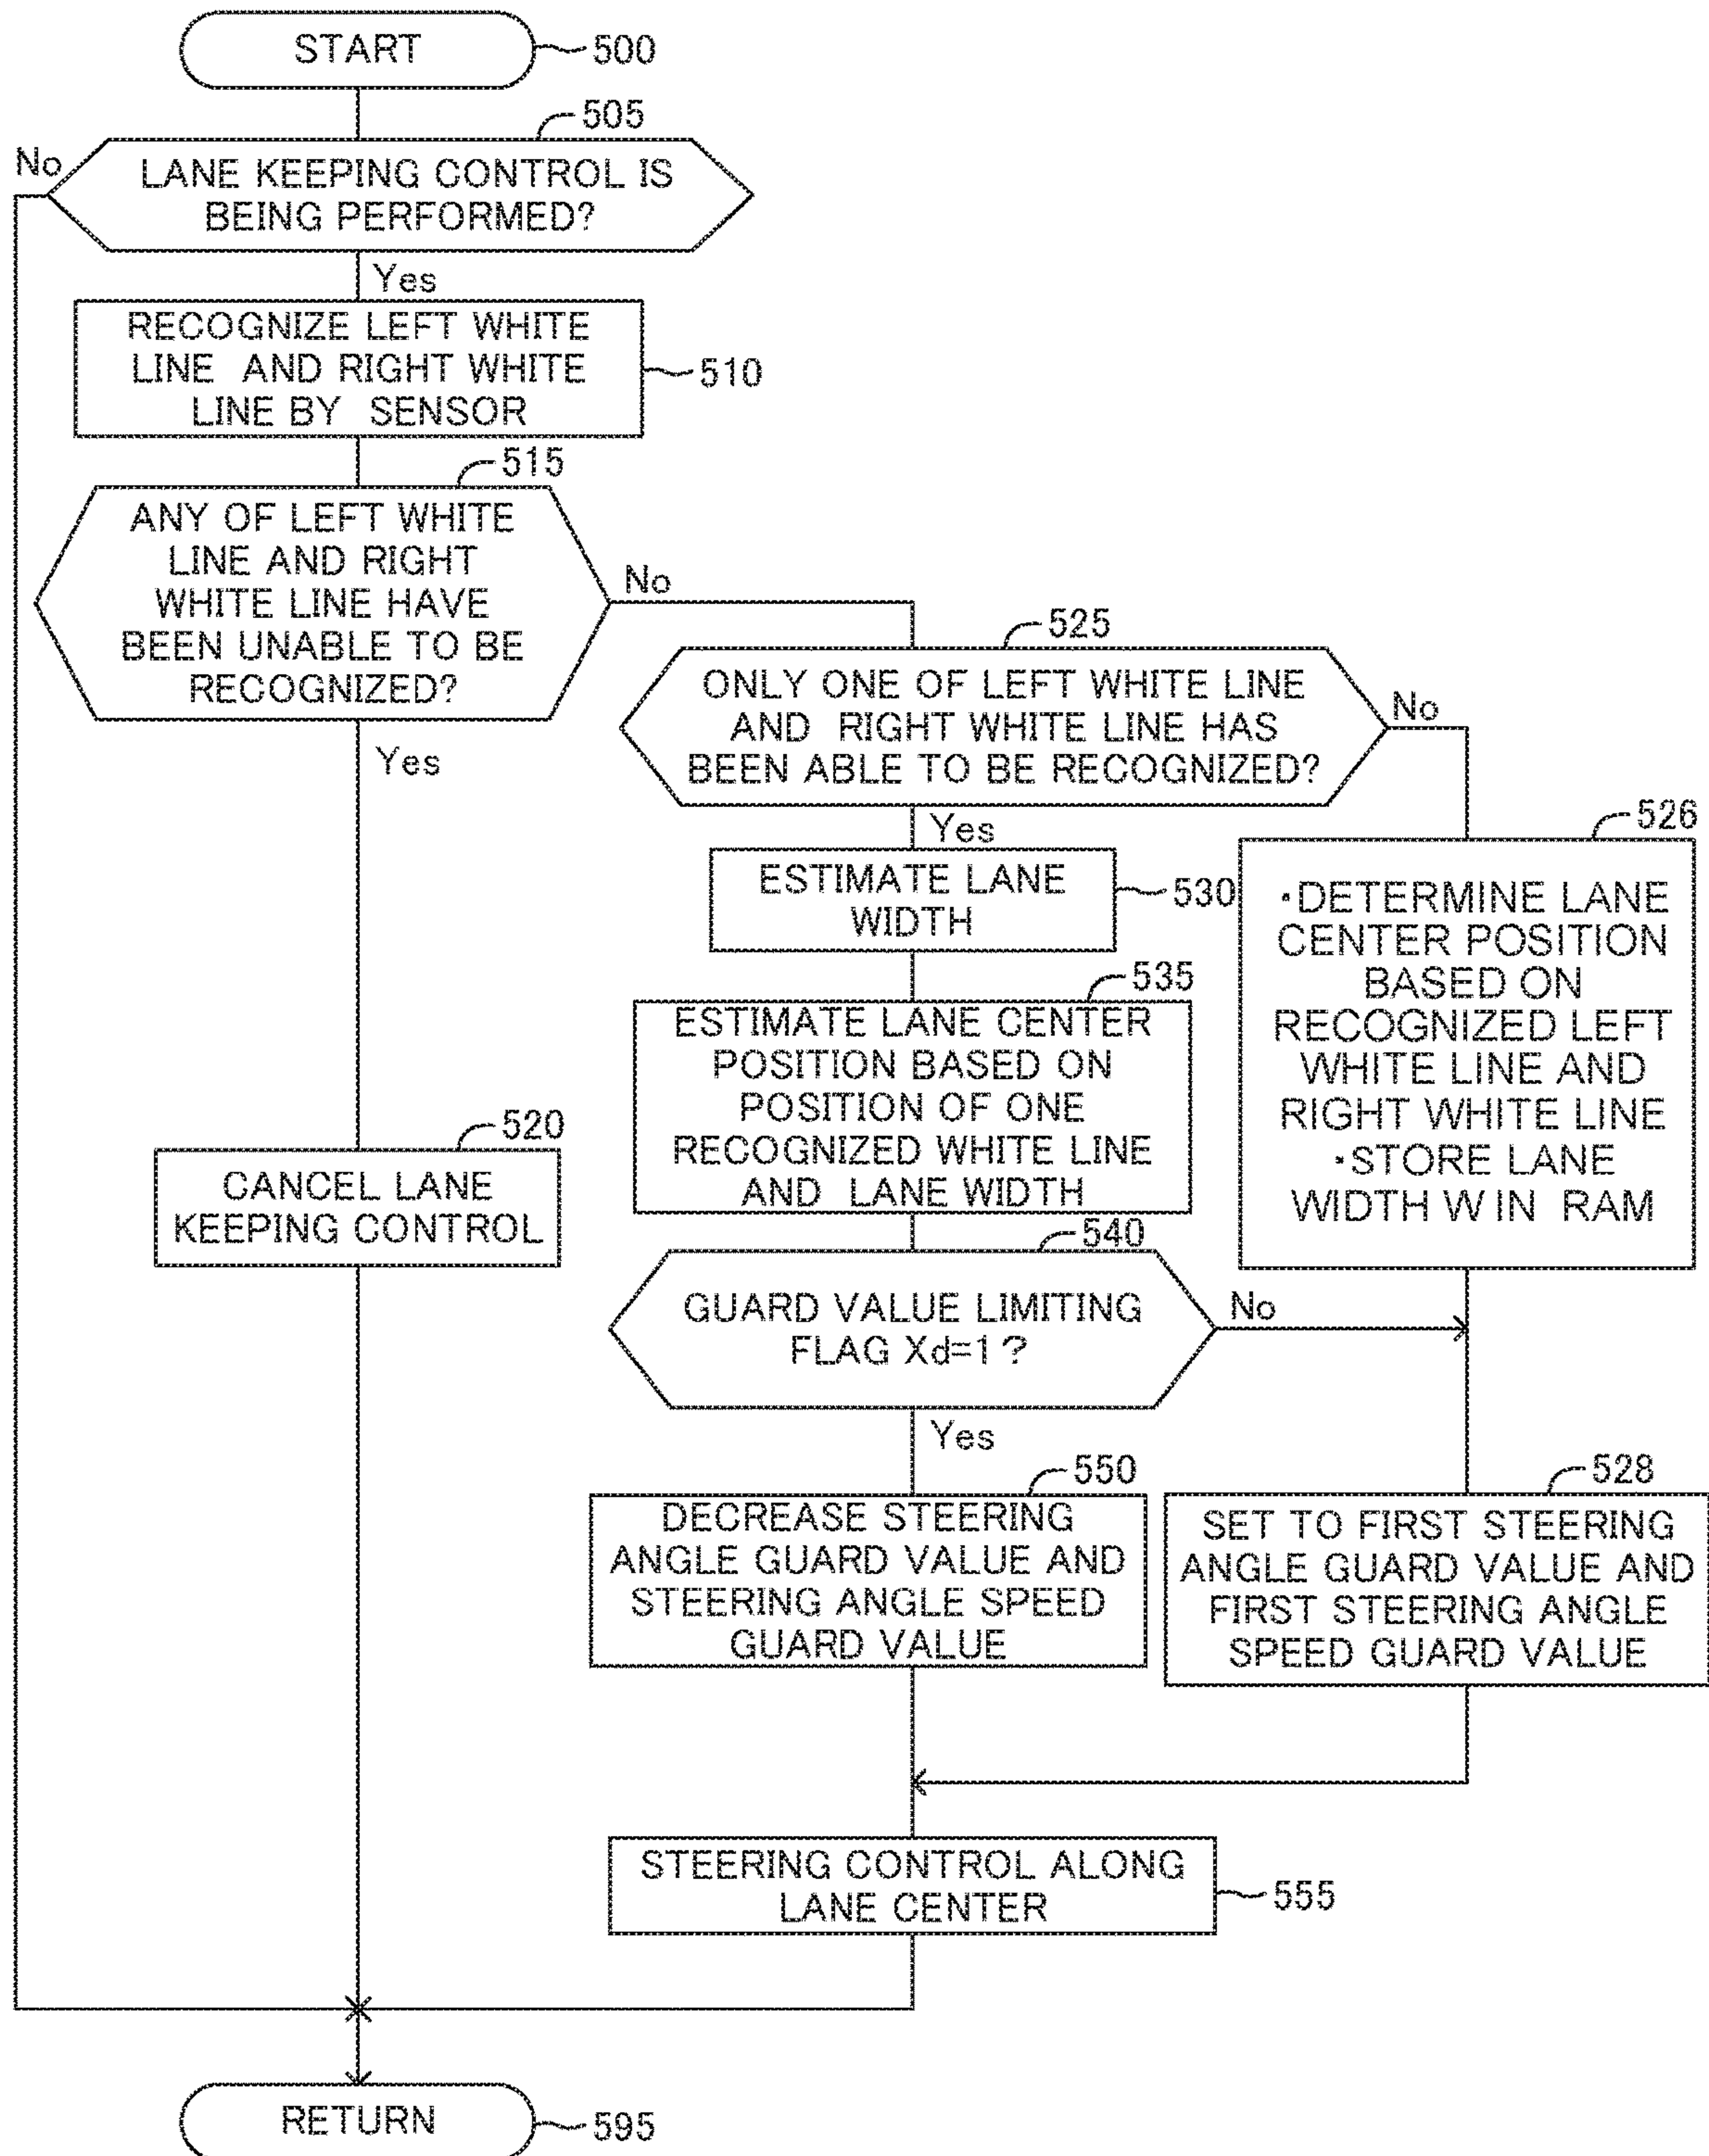 START
500
505
No
LANE KEEPING CONTROL IS
BEING PERFORMED?
Yes
RECOGNIZE LEFT WHITE
LINE AND RIGHT WHITE
LINE BY SENSOR
510
515
ANY OF LEFT WHITE
LINE AND RIGHT
WHITE LINE HAVE
BEEN UNABLE TO BE
RECOGNIZED?
No
Yes
525
ONLY ONE OF LEFT WHITE LINE
AND RIGHT WHITE LINE HAS
BEEN ABLE TO BE RECOGNIZED?
No
Yes
526
・DETERMINE LANE
CENTER POSITION
BASED ON
RECOGNIZED LEFT
WHITE LINE AND
RIGHT WHITE LINE
・STORE LANE
WIDTH W IN RAM
ESTIMATE LANE
WIDTH
530
535
ESTIMATE LANE CENTER
POSITION BASED ON
POSITION OF ONE
RECOGNIZED WHITE LINE
AND LANE WIDTH
520
CANCEL LANE
KEEPING CONTROL
540
GUARD VALUE LIMITING
FLAG Xd=1?
No
Yes
550
DECREASE STEERING
ANGLE GUARD VALUE AND
STEERING ANGLE SPEED
GUARD VALUE
528
SET TO FIRST STEERING
ANGLE GUARD VALUE AND
FIRST STEERING ANGLE
SPEED GUARD VALUE
STEERING CONTROL ALONG
LANE CENTER
555
RETURN
595